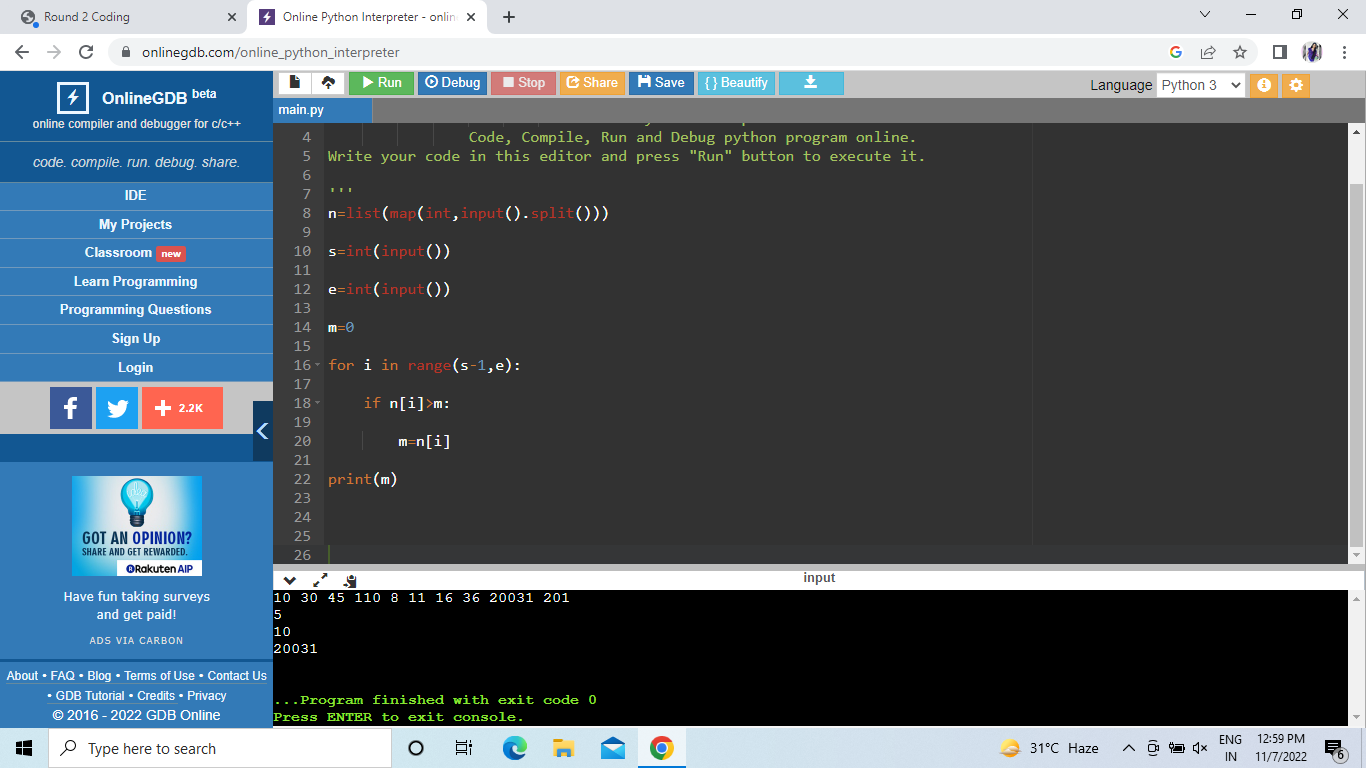 Round 2 Coding
Online Python Interpreter - onlin
onlinegdb.com/online_python_interpreter
OnlineGDB beta
online compiler and debugger for c/c++
code. compile. run. debug. share.
IDE
My Projects
Classroom new
Learn Programming
Programming Questions
Sign Up
Login
f
+ 2.2K
GOT AN OPINION?
SHARE AND GET REWARDED.
Rakuten AIP
Have fun taking surveys
and get paid!
ADS VIA CARBON
About • FAQ • Blog • Terms of Use • Contact Us
• GDB Tutorial • Credits • Privacy
© 2016 - 2022 GDB Online
Run Debug Stop Share Save { } Beautify
Language Python 3
main.py
4 Code, Compile, Run and Debug python program online.
5 Write your code in this editor and press "Run" button to execute it.
6
7 '''
8 n=list(map(int,input().split()))
9
10 s=int(input())
11
12 e=int(input())
13
14 m=0
15
16 for i in range(s-1,e):
17
18 if n[i]>m:
19
20 m=n[i]
21
22 print(m)
23
24
25
26
input
10 30 45 110 8 11 16 36 20031 201
5
10
20031
...Program finished with exit code 0
Press ENTER to exit console.
Type here to search
31°C Haze
ENG
IN
12:59 PM
11/7/2022
6